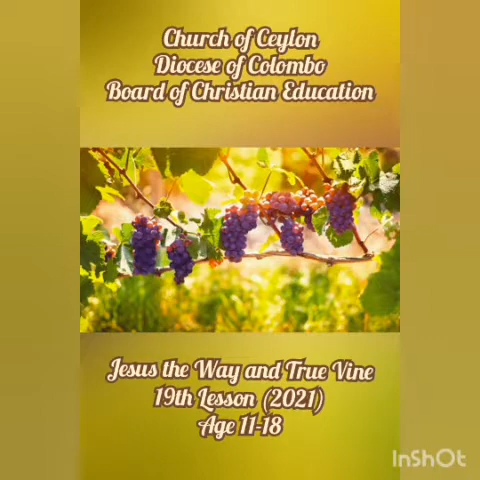 Church of Ceylon
Diocese of Colombo
Board of Christian Education
Jesus the Way and True Vine
19th Lesson (2021)
Age 11-18
InShOt